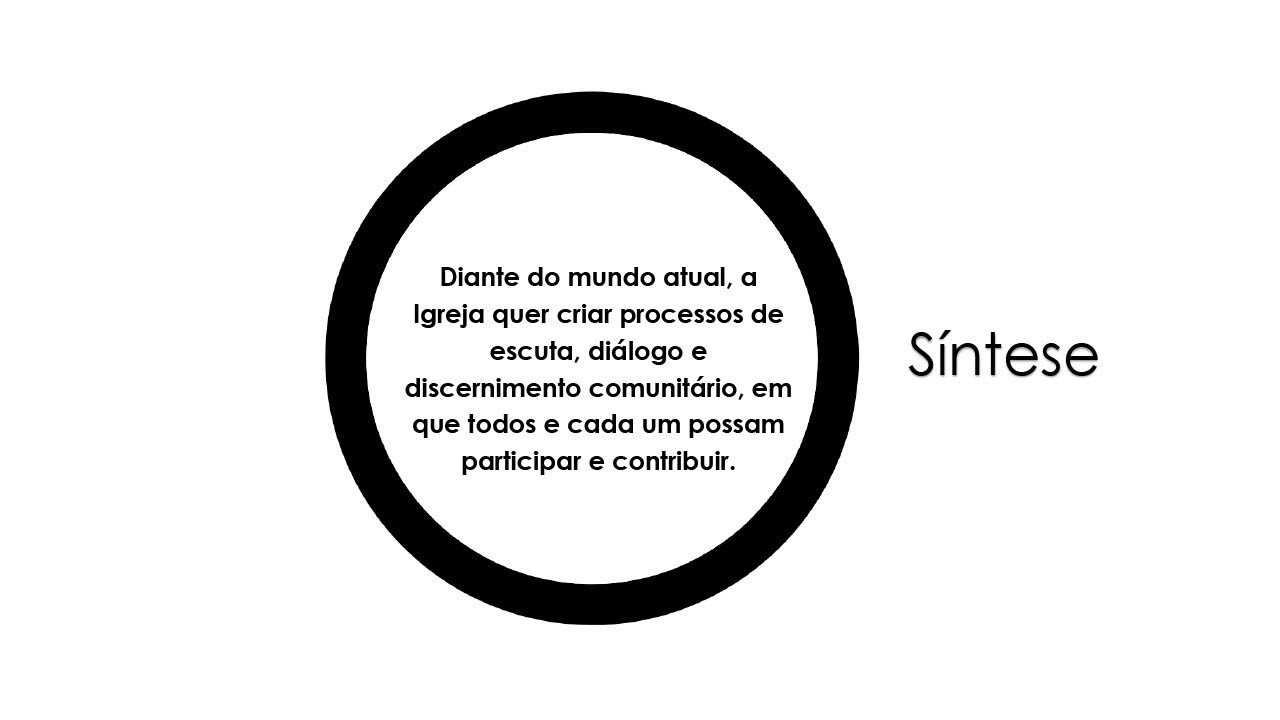 Diante do mundo atual, a
Igreja quer criar processos de
escuta, diálogo e
discernimento comunitário, em
que todos e cada um possam
participar e contribuir.
Síntese